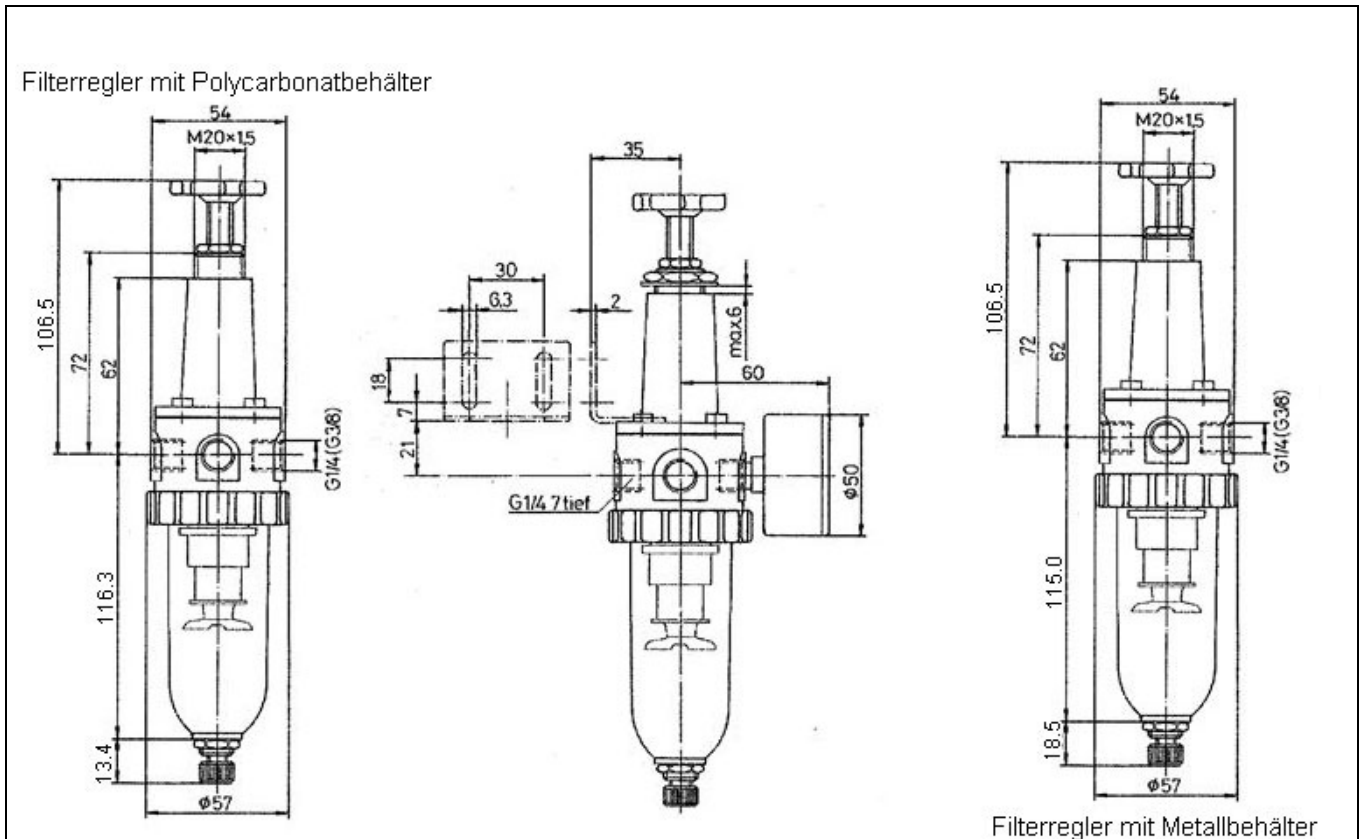 Filterregler mit Polycarbonatbehälter
54
M20×1,5
106.5
72
62
G1/4(G3/8)
116.3
13.4
ø57
35
30
6,3
2
max.6
18
7
21
60
G1/4 7 tief
ø50
54
M20×1,5
106.5
72
62
G1/4(G3/8)
115.0
18.5
ø57
Filterregler mit Metallbehälter